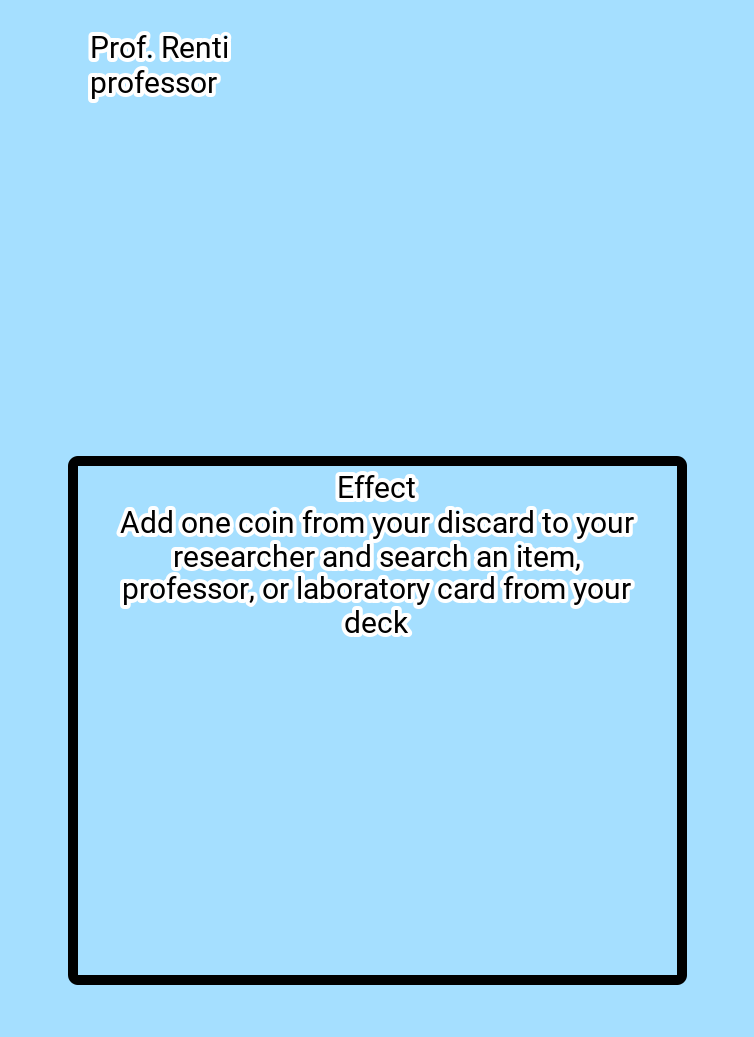 Prof. Renti
professor
Effect
Add one coin from your discard to your
researcher and search an item,
professor, or laboratory card from your
deck